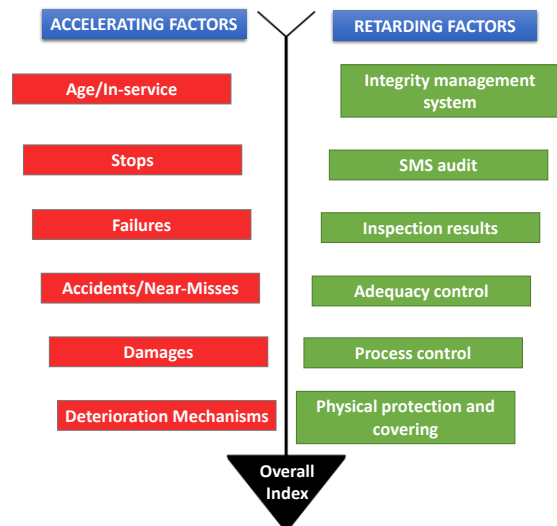 ACCELERATING FACTORS
RETARDING FACTORS
Age/In-service
Integrity management
system
Stops
SMS audit
Failures
Inspection results
Accidents/Near-Misses
Adequacy control
Damages
Process control
Deterioration Mechanisms
Physical protection and
covering
Overall
Index